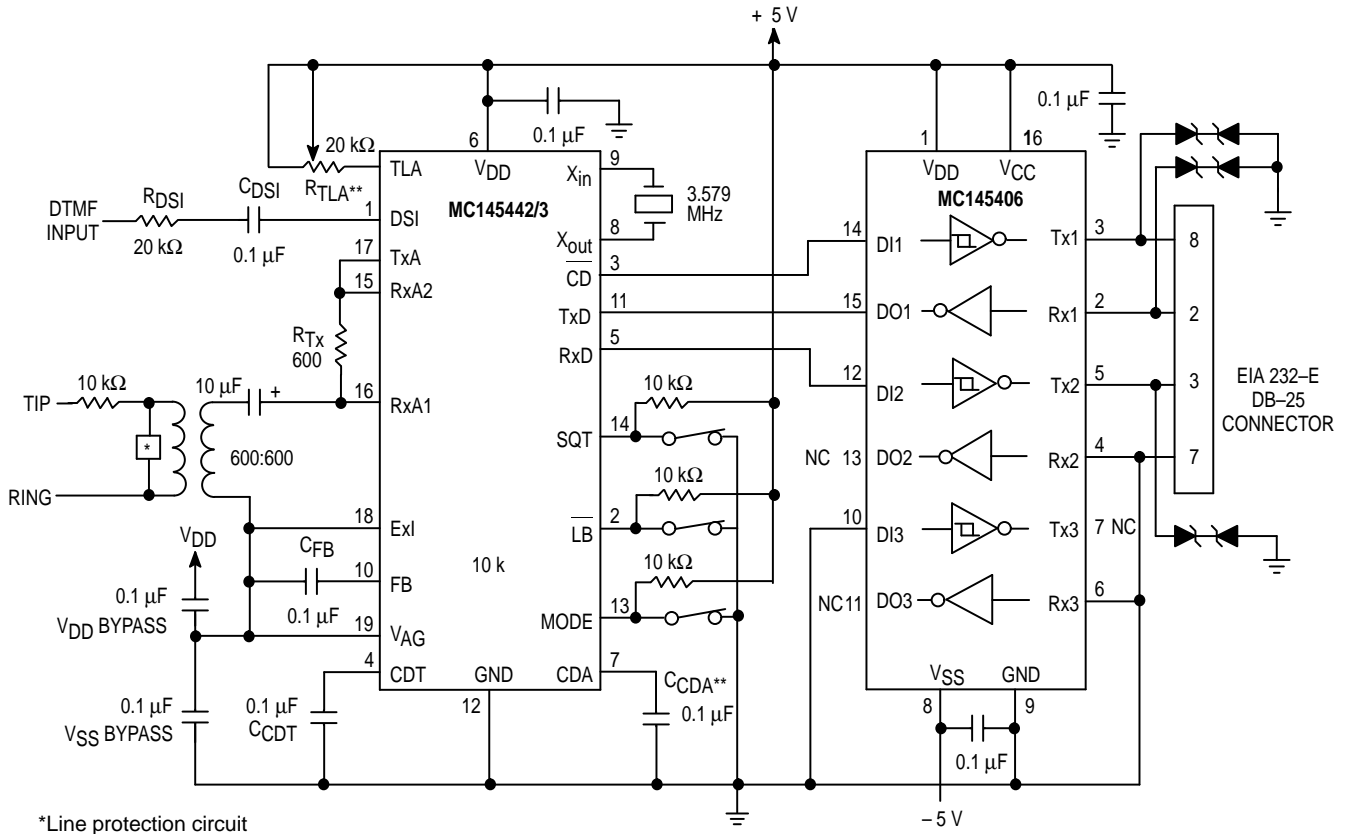 + 5 V
0.1 µF
0.1 µF
6
20 kΩ
RTLA**
TLA
VDD
9
Xin
3.579
MHz
MC145442/3
8
Xout
1
16
VDD
VCC
MC145406
DTMF
INPUT
RDSI
20 kΩ
CDSI
0.1 µF
1
DSI
17
TxA
15
RxA2
RTx
600
3
CD
11
TxD
5
RxD
14
DI1
Tx1
3
8
15
DO1
Rx1
2
2
12
DI2
Tx2
5
3
NC 13
DO2
Rx2
4
7
10
DI3
Tx3
7 NC
NC11
DO3
Rx3
6
EIA 232–E
DB–25
CONNECTOR
TIP
10 kΩ
*
RING
600:600
10 µF
+
16
RxA1
10 kΩ
14
SQT
10 kΩ
2
LB
10 kΩ
13
MODE
10 k
18
ExI
CFB
0.1 µF
10
FB
19
VAG
VDD
0.1 µF
VDD BYPASS
0.1 µF
VSS BYPASS
4
CDT
0.1 µF
CCDT
GND
12
CDA
7
CCDA**
0.1 µF
VSS
GND
8
9
0.1 µF
– 5 V
*Line protection circuit